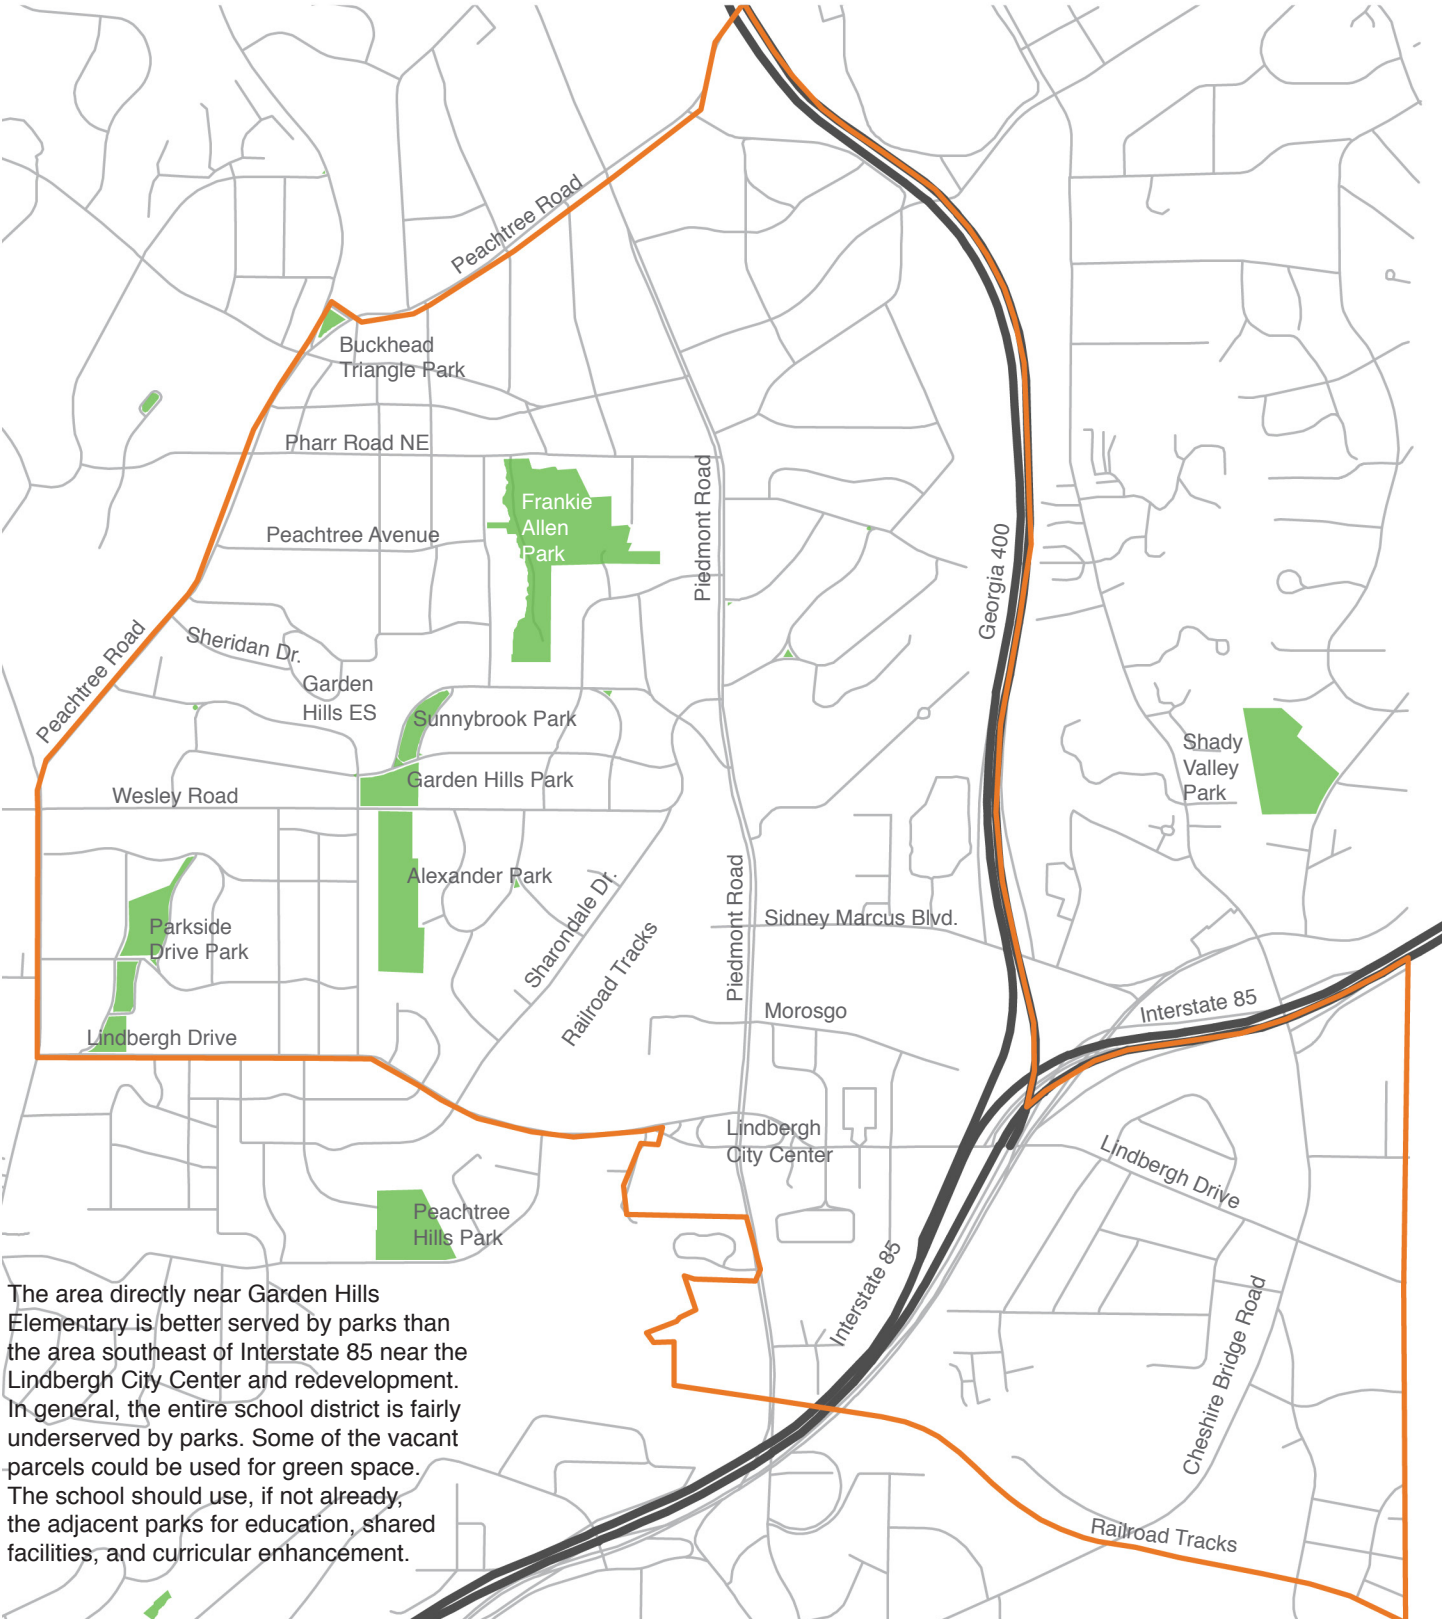 Peachtree Road
Buckhead
Triangle Park
Pharr Road NE
Frankie
Allen
Park
Peachtree Avenue
Piedmont Road
Georgia 400
Peachtree Road
Sheridan Dr.
Garden
Hills ES
Sunnybrook Park
Garden Hills Park
Wesley Road
Shady
Valley
Park
Alexander Park
Parkside
Drive Park
Sharondale Dr.
Railroad Tracks
Piedmont Road
Sidney Marcus Blvd.
Morosgo
Interstate 85
Lindbergh Drive
Lindbergh
City Center
Lindbergh Drive
Peachtree
Hills Park
Interstate 85
Cheshire Bridge Road
Railroad Tracks
The area directly near Garden Hills
Elementary is better served by parks than
the area southeast of Interstate 85 near the
Lindbergh City Center and redevelopment.
In general, the entire school district is fairly
underserved by parks. Some of the vacant
parcels could be used for green space.
The school should use, if not already,
the adjacent parks for education, shared
facilities, and curricular enhancement.